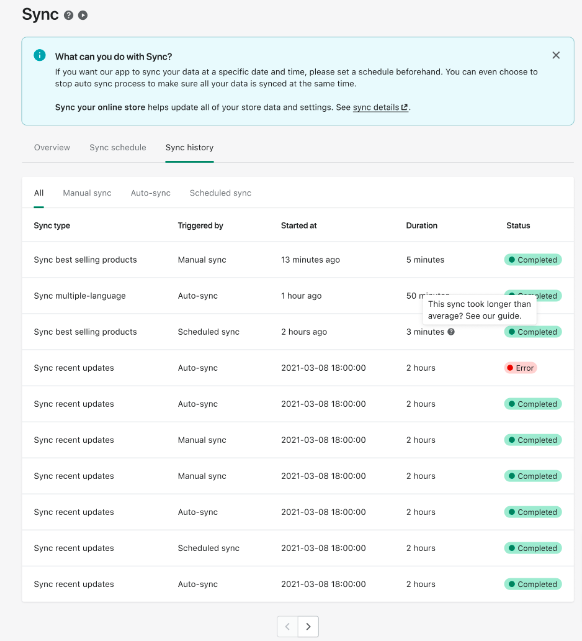 Sync
What can you do with Sync?
If you want our app to sync your data at a specific date and time, please set a schedule beforehand. You can even choose to
stop auto sync process to make sure all your data is synced at the same time.
Sync your online store helps update all of your store data and settings. See sync details.
Overview Sync schedule Sync history
All Manual sync Auto-sync Scheduled sync
Sync type Triggered by Started at Duration Status
Sync best selling products Manual sync 13 minutes ago 5 minutes Completed
Sync multiple-language Auto-sync 1 hour ago 50 minutes Completed
This sync took longer than
average? See our guide.
Sync best selling products Scheduled sync 2 hours ago 3 minutes Completed
Sync recent updates Auto-sync 2021-03-08 18:00:00 2 hours Error
Sync recent updates Auto-sync 2021-03-08 18:00:00 2 hours Completed
Sync recent updates Manual sync 2021-03-08 18:00:00 2 hours Completed
Sync recent updates Manual sync 2021-03-08 18:00:00 2 hours Completed
Sync recent updates Auto-sync 2021-03-08 18:00:00 2 hours Completed
Sync recent updates Scheduled sync 2021-03-08 18:00:00 2 hours Completed
Sync recent updates Auto-sync 2021-03-08 18:00:00 2 hours Completed